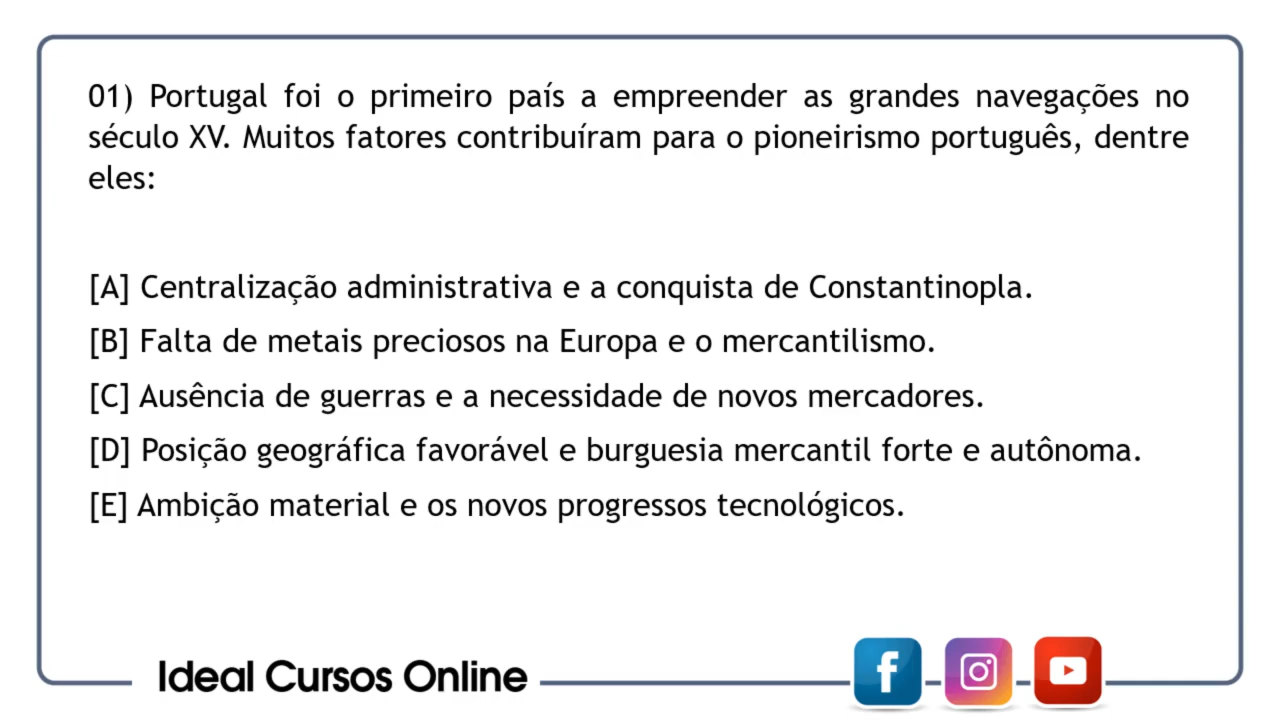 01) Portugal foi o primeiro país a empreender as grandes navegações no
século XV. Muitos fatores contribuíram para o pioneirismo português, dentre
eles:
[A] Centralização administrativa e a conquista de Constantinopla.
[B] Falta de metais preciosos na Europa e o mercantilismo.
[C] Ausência de guerras e a necessidade de novos mercadores.
[D] Posição geográfica favorável e burguesia mercantil forte e autônoma.
[E] Ambição material e os novos progressos tecnológicos.
Ideal Cursos Online